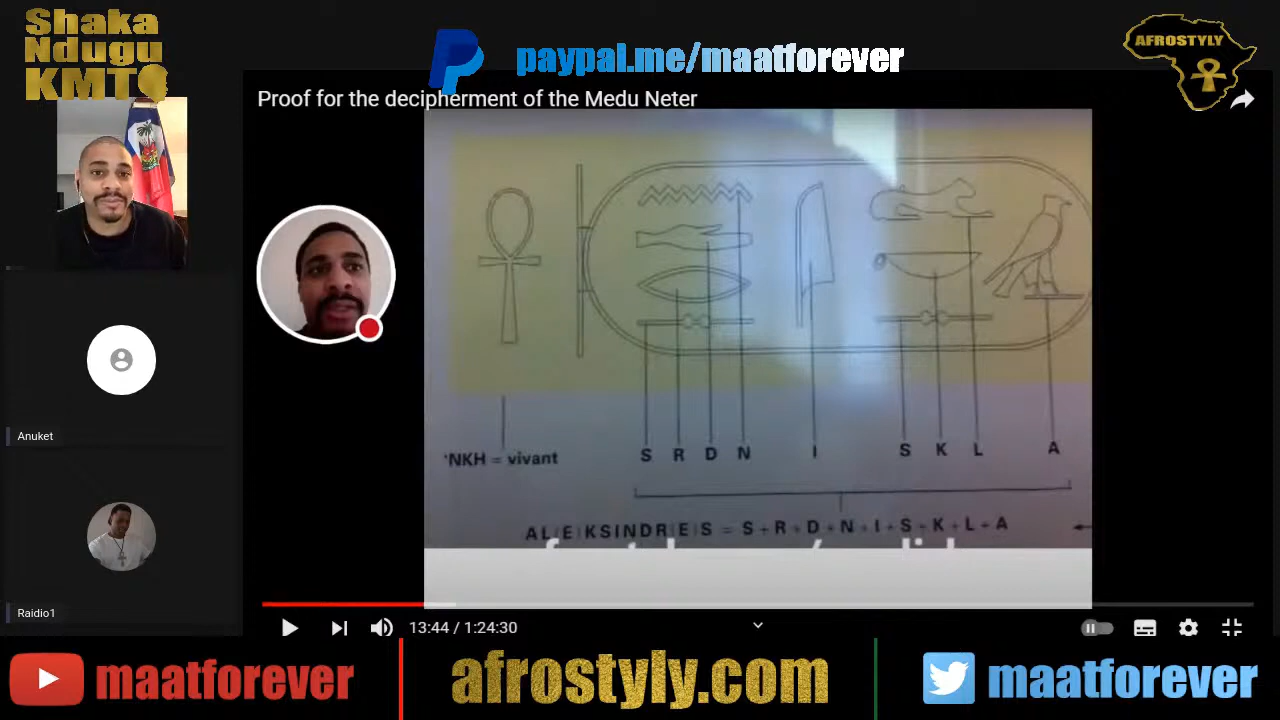 Shaka
Ndugu
KMT
paypal.me/maatforever
AFROSTYLY
Proof for the decipherment of the Medu Neter
'NKH = vivant
S R D N I S K L A
AL(E)KSINDR(E)S = S+R+D+N+I+S+K+L+A
Anuket
Raidio1
13:44 / 1:24:30
maatforever
afrostyly.com
maatforever